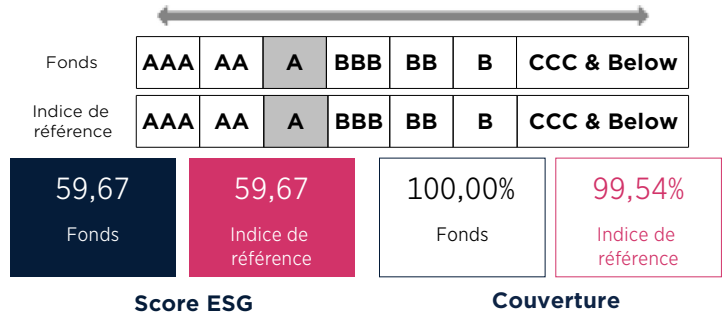 Fonds AAA AA A BBB BB B CCC & Below
Indice de
référence AAA AA A BBB BB B CCC & Below
59,67 59,67 100,00% 99,54%
Fonds Indice de Fonds Indice de
référence référence
Score ESG Couverture